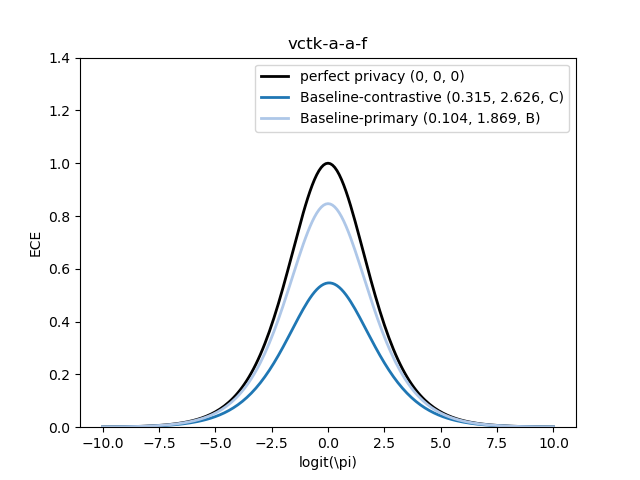 vctk-a-a-f
perfect privacy (0, 0, 0)
Baseline-contrastive (0.315, 2.626, C)
Baseline-primary (0.104, 1.869, B)
1.4
1.2
1.0
0.8
0.6
0.4
0.2
0.0
ECE
−10.0 −7.5 −5.0 −2.5 0.0 2.5 5.0 7.5 10.0
logit(\pi)